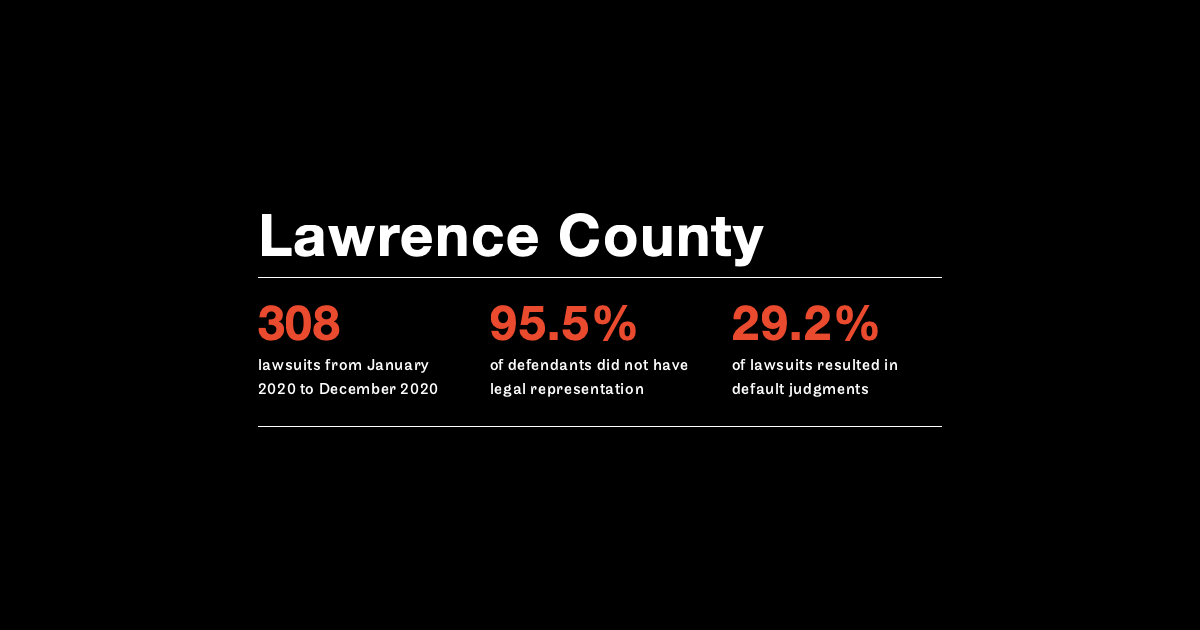 Lawrence County
308
lawsuits from January
2020 to December 2020
95.5%
of defendants did not have
legal representation
29.2%
of lawsuits resulted in
default judgments